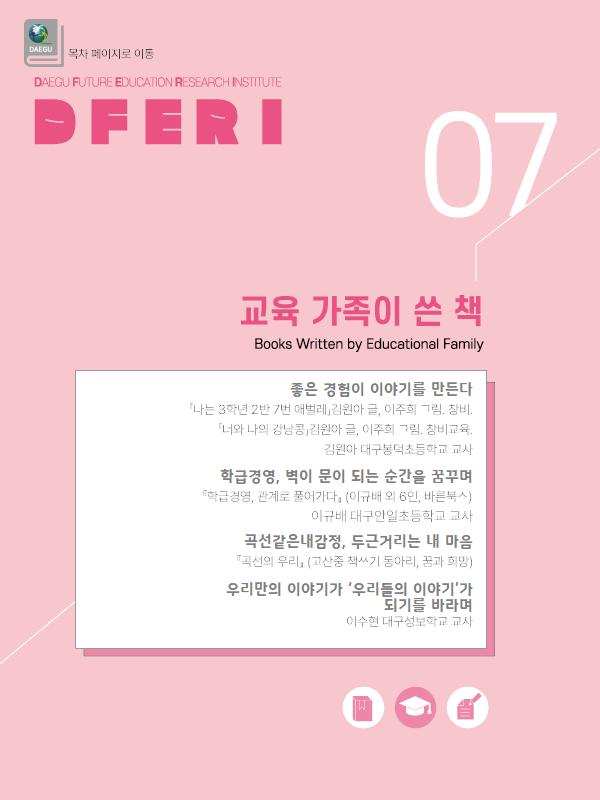 DAEGU
목차 페이지로 이동
DAEGU FUTURE EDUCATION RESEARCH INSTITUTE
DFERI
07
교육 가족이 쓴 책
Books Written by Educational Family
좋은 경험이 이야기를 만든다
『나는 3학년 2반 7번 애벌레』김원아 글, 이주희 그림. 창비.
『너와 나의 강낭콩』김원아 글, 이주희 그림. 창비교육.
김원아 대구봉덕초등학교 교사
학급경영, 벽이 문이 되는 순간을 꿈꾸며
『학급경영, 관계로 풀어가다』 (이규배 외 6인, 바른북스)
이규배 대구안일초등학교 교사
곡선같은내감정, 두근거리는 내 마음
『곡선의 우리』 (고산중 책쓰기 동아리, 꿈과 희망)
우리만의 이야기가 ‘우리들의 이야기’가
되기를 바라며
이수현 대구성보학교 교사